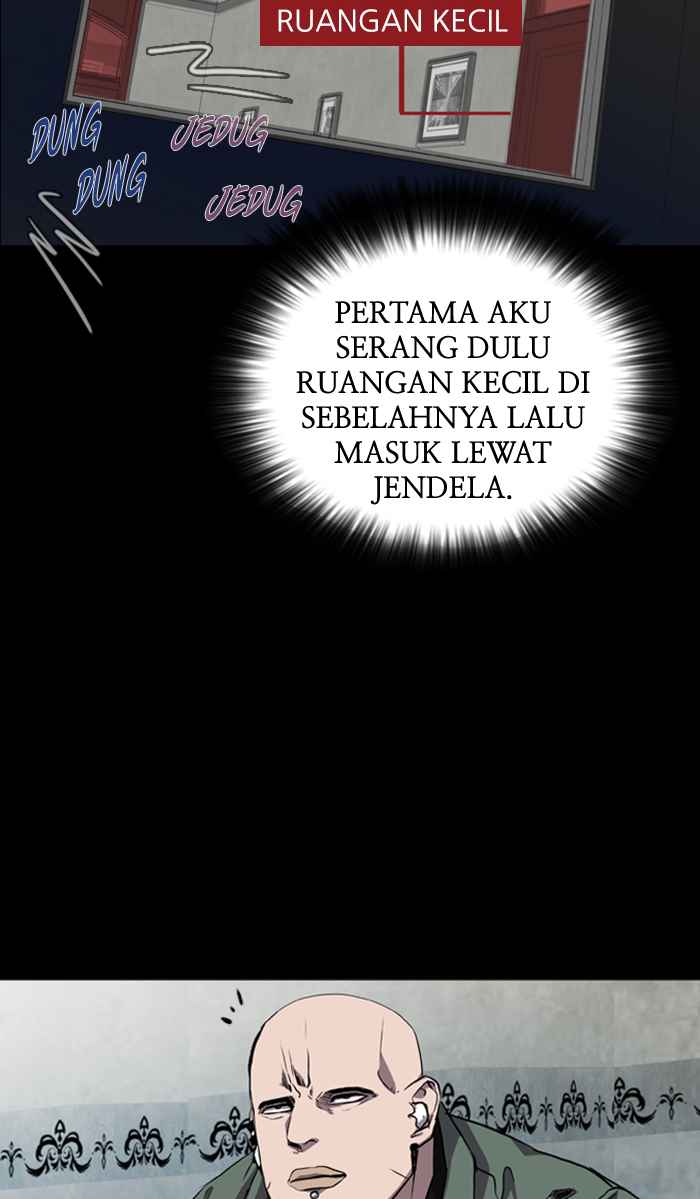 RUANGAN KECIL
DUNG
DUNG
JEDUG
JEDUG
PERTAMA AKU
SERANG DULU
RUANGAN KECIL DI
SEBELAHNYA LALU
MASUK LEWAT
JENDELA.